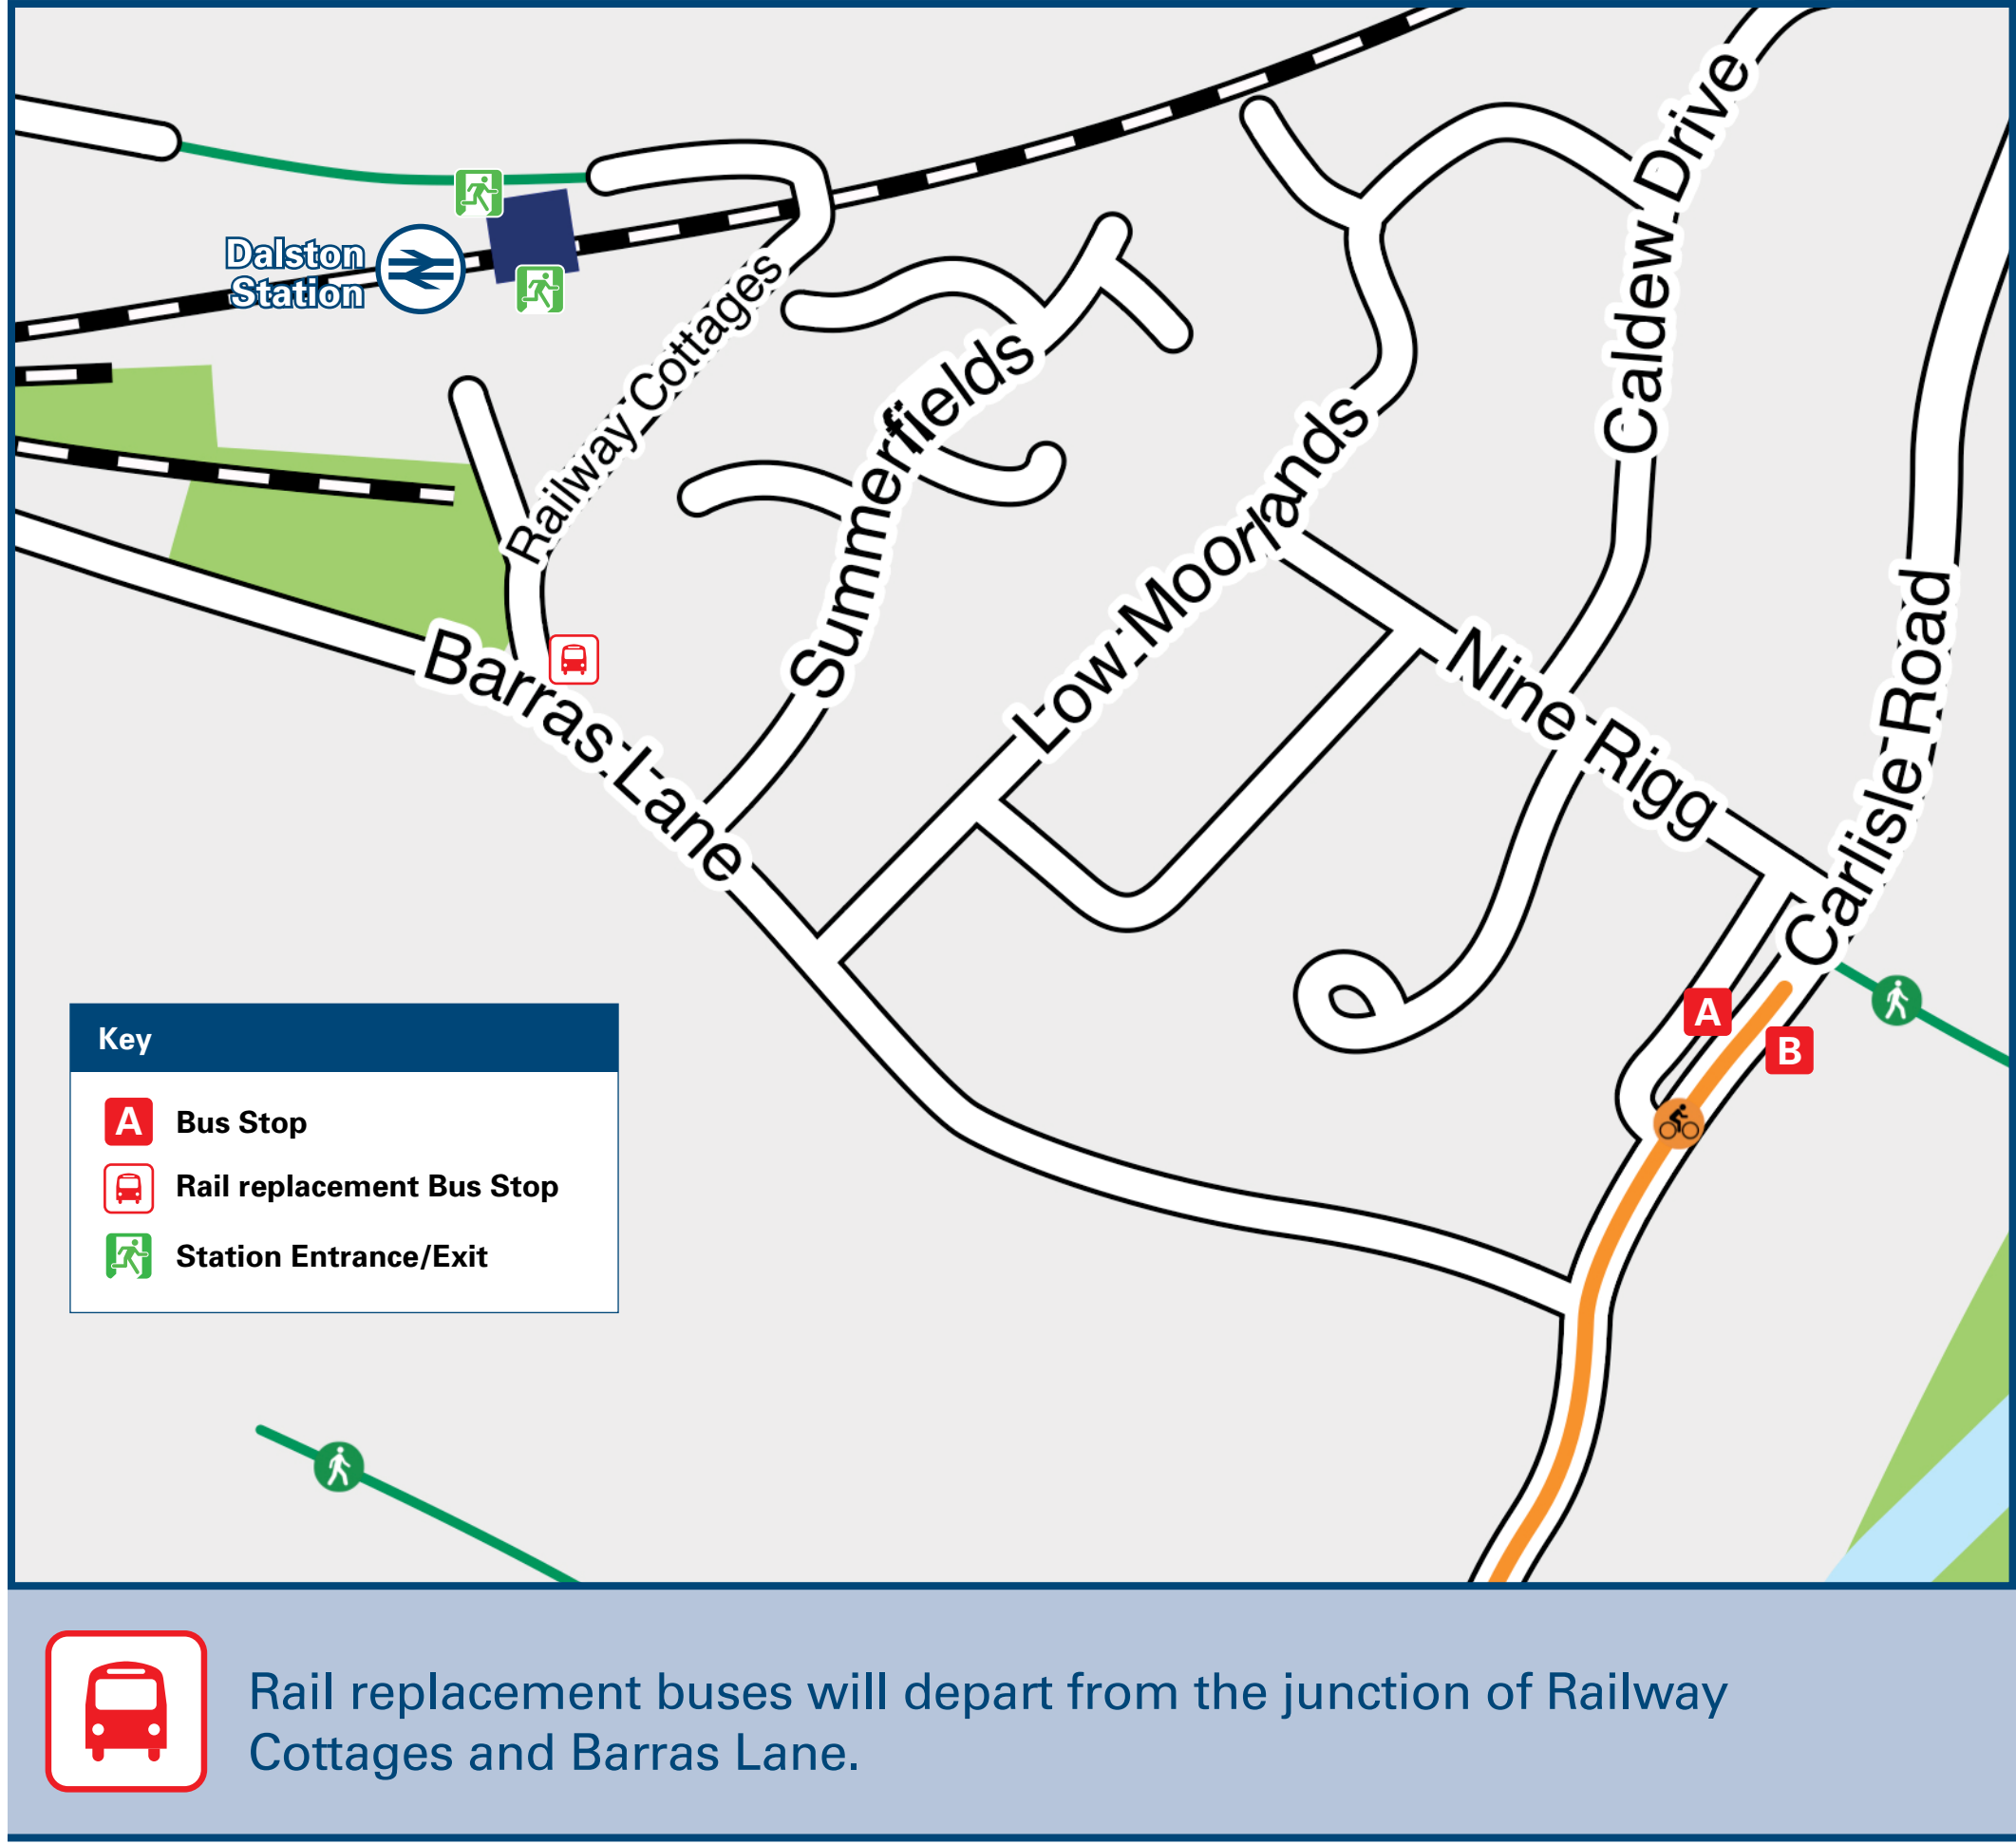 Caldew Drive
Dalston
Station
Railway Cottages
Summerfields
Low Moorlands
Nine Rigg
Carlisle Road
Barras Lane
A
B
Key
A Bus Stop
Rail replacement Bus Stop
Station Entrance/Exit
Rail replacement buses will depart from the junction of Railway
Cottages and Barras Lane.